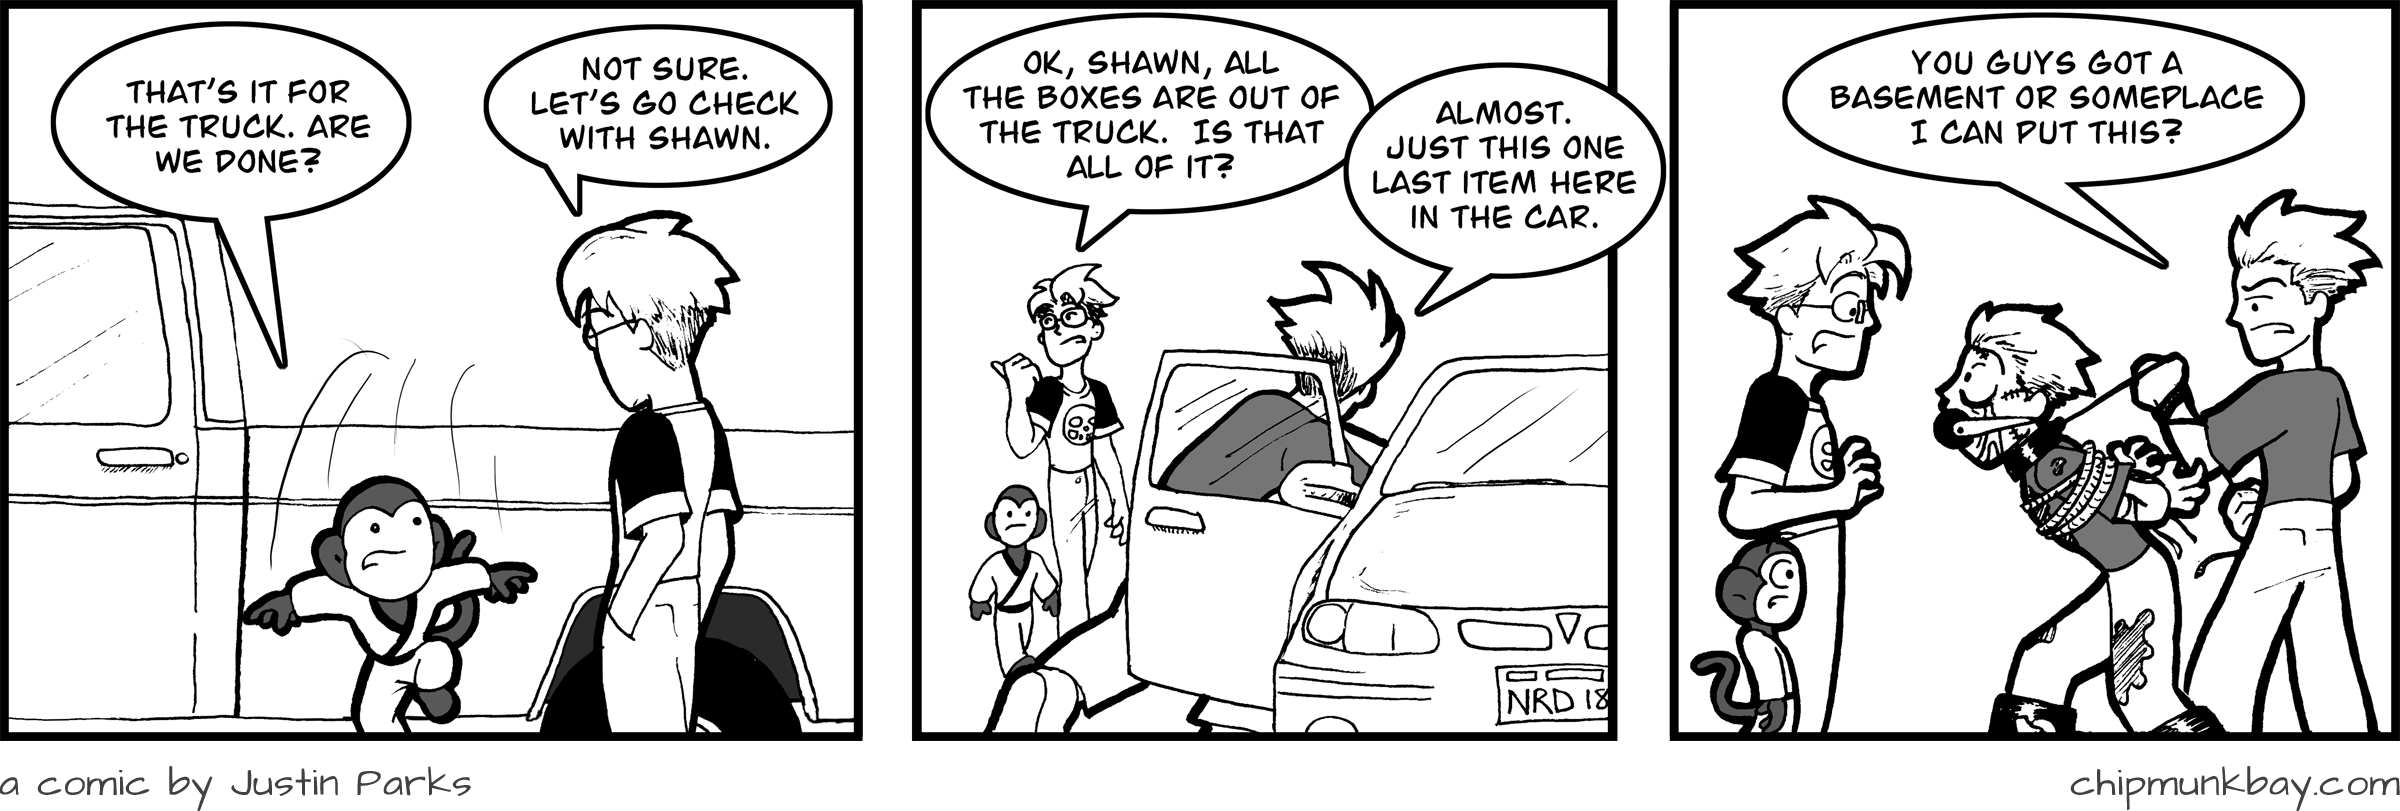 THAT'S IT FOR
THE TRUCK. ARE
WE DONE?
NOT SURE.
LET'S GO CHECK
WITH SHAWN.
OK, SHAWN, ALL
THE BOXES ARE OUT OF
THE TRUCK. IS THAT
ALL OF IT?
ALMOST.
JUST THIS ONE
LAST ITEM HERE
IN THE CAR.
NRD 18
YOU GUYS GOT A
BASEMENT OR SOMEPLACE
I CAN PUT THIS?
a comic by Justin Parks
chipmunkbay.com